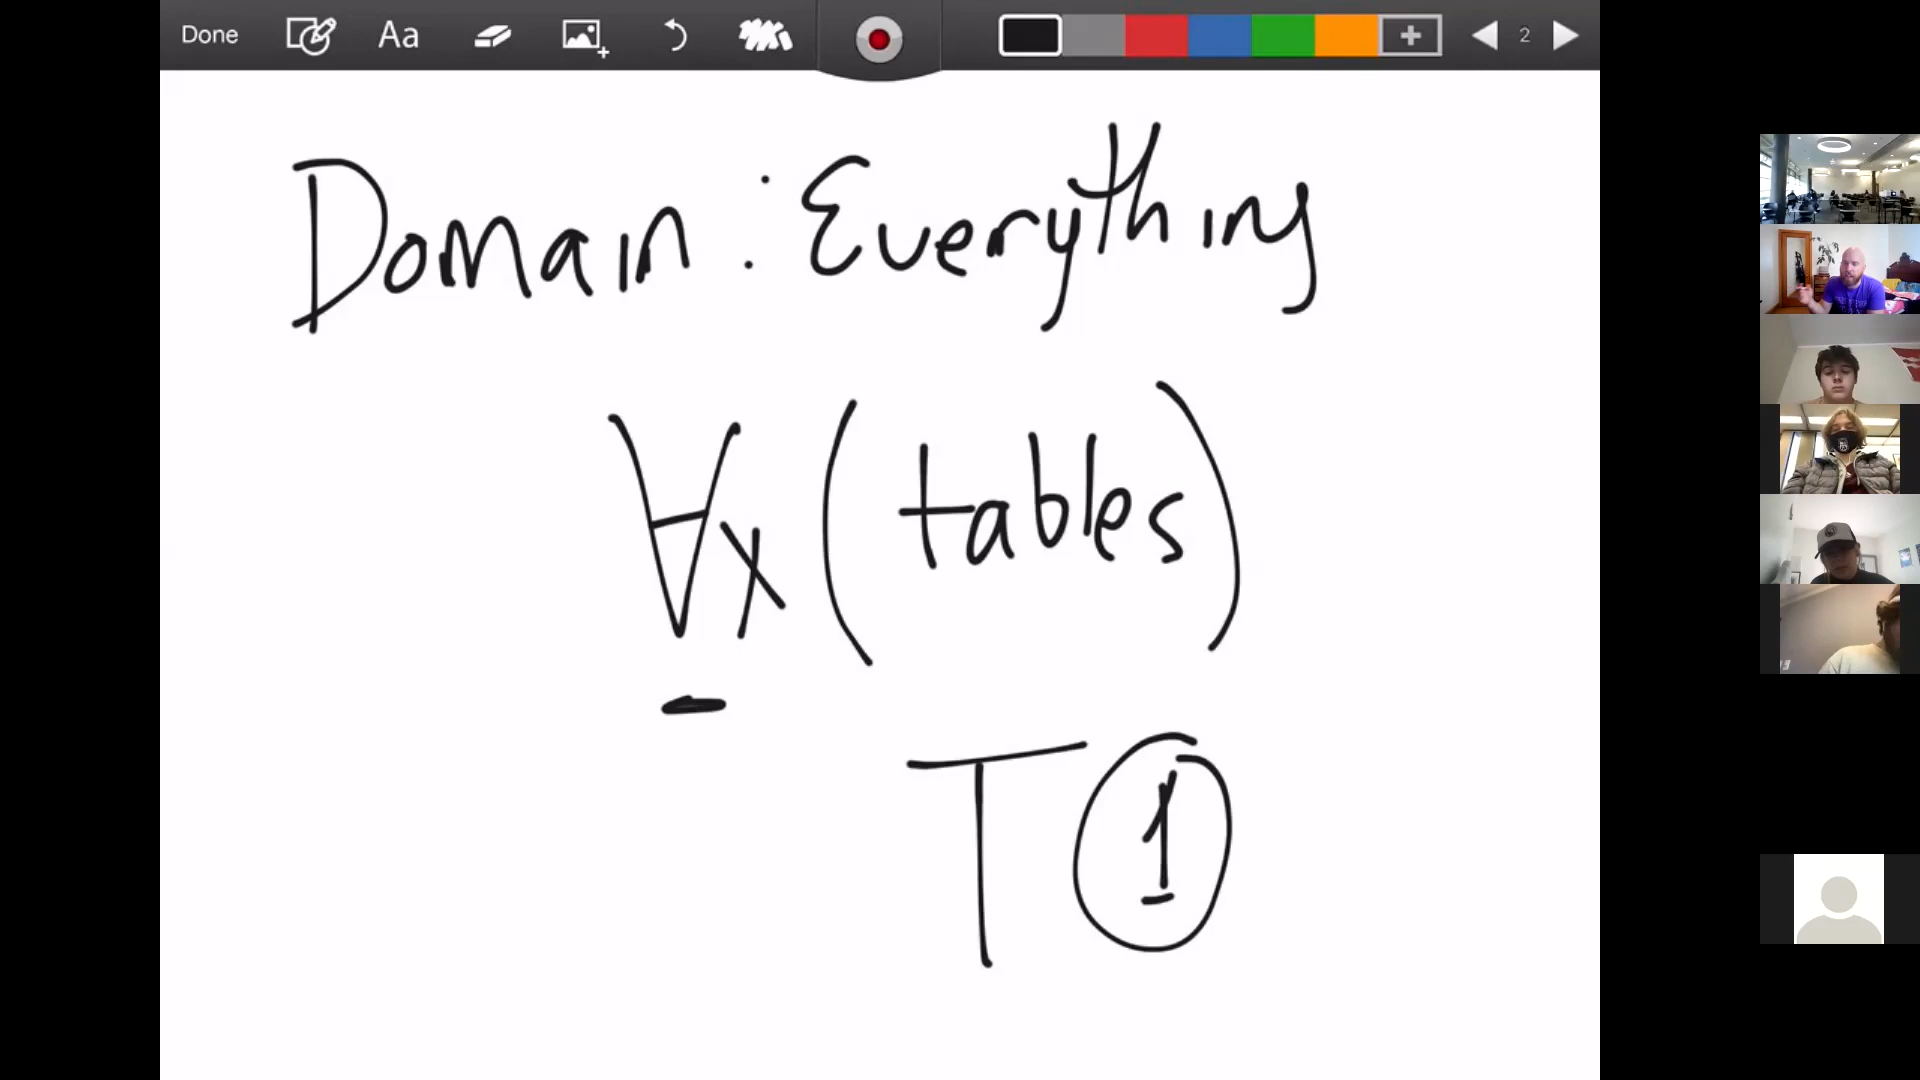 Done Aa 2
Domain: Everything
∀x (tables)
T 1